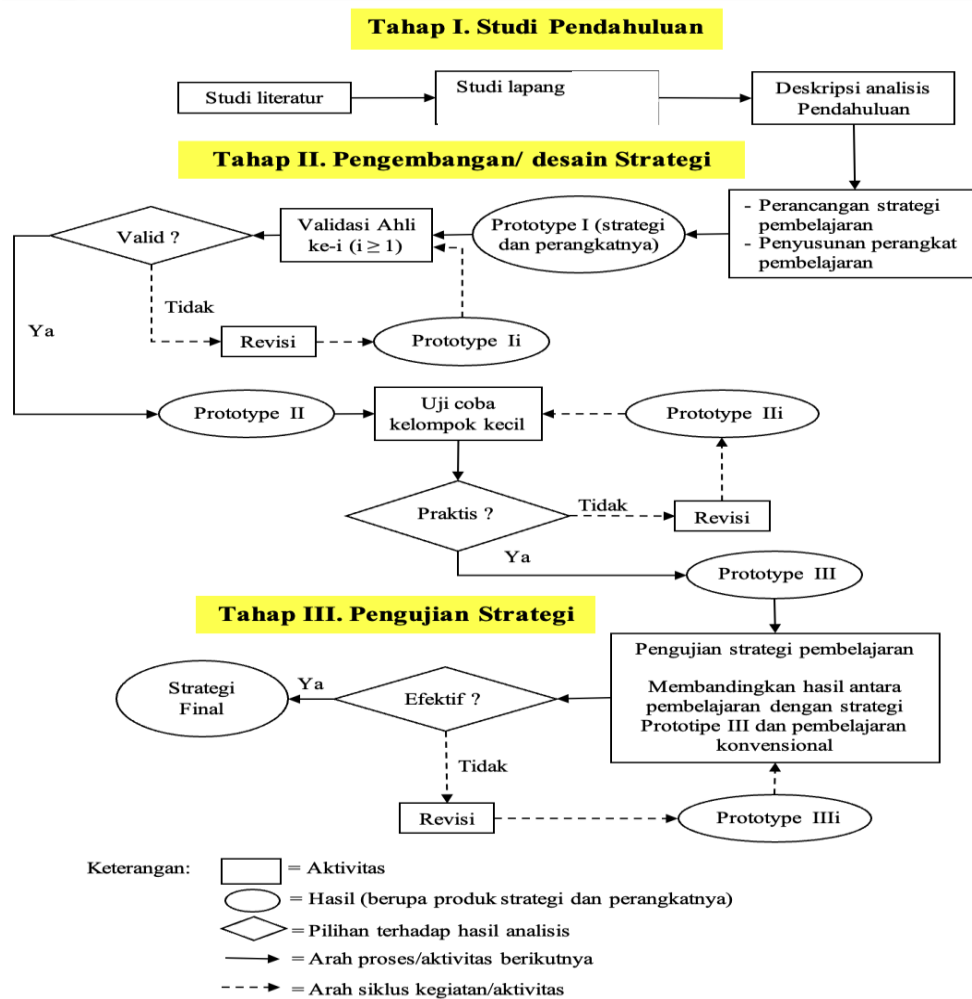 Tahap I. Studi Pendahuluan
Studi literatur
Studi lapang
Deskripsi analisis
Pendahuluan
Tahap II. Pengembangan/ desain Strategi
- Perancangan strategi
pembelajaran
- Penyusunan perangkat
pembelajaran
Prototype I (strategi
dan perangkatnya)
Validasi Ahli
ke-i (i ≥ 1)
Valid ?
Tidak
Ya
Revisi
Prototype Ii
Prototype II
Uji coba
kelompok kecil
Prototype IIi
Praktis ?
Tidak
Revisi
Ya
Prototype III
Tahap III. Pengujian Strategi
Pengujian strategi pembelajaran
Membandingkan hasil antara
pembelajaran dengan strategi
Prototipe III dan pembelajaran
konvensional
Efektif ?
Ya
Strategi
Final
Tidak
Revisi
Prototype IIIi
Keterangan:
= Aktivitas
= Hasil (berupa produk strategi dan perangkatnya)
= Pilihan terhadap hasil analisis
= Arah proses/aktivitas berikutnya
= Arah siklus kegiatan/aktivitas